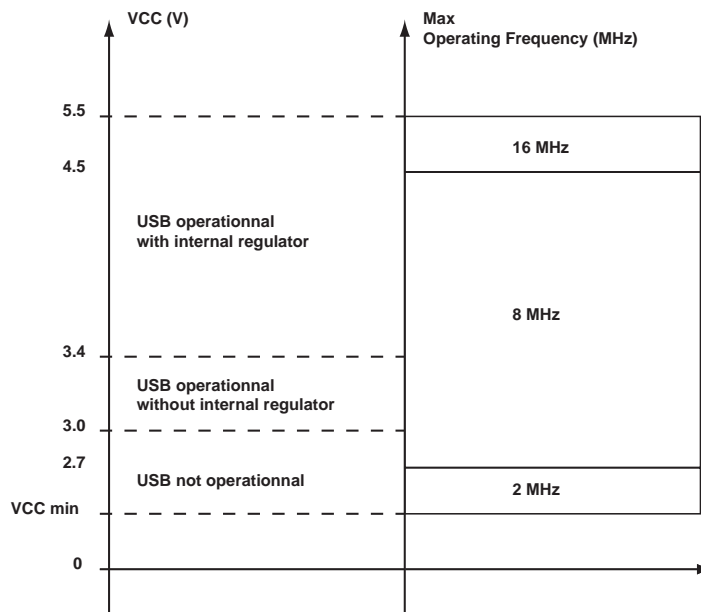 VCC (V)
Max
Operating Frequency (MHz)
5.5
16 MHz
4.5
USB operationnal
with internal regulator
8 MHz
3.4
USB operationnal
without internal regulator
3.0
2.7
USB not operationnal
2 MHz
VCC min
0